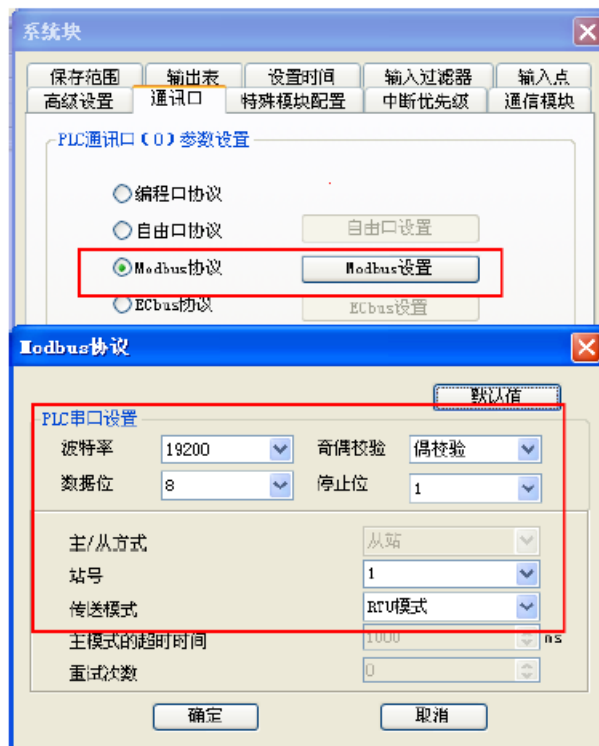 系统块
保存范围 输出表 设置时间 输入过滤器 输入点
高级设置 通讯口 特殊模块配置 中断优先级 通信模块
PLC通讯口(0)参数设置
编程口协议
自由口协议 自由口设置
Modbus协议 Modbus设置
ECbus协议 ECbus设置
Modbus协议
默认值
PLC串口设置
波特率 19200 奇偶校验 偶校验
数据位 8 停止位 1
主/从方式 从站
站号 1
传送模式 RTU模式
主模式的超时时间 1000 ms
重试次数 0
确定 取消